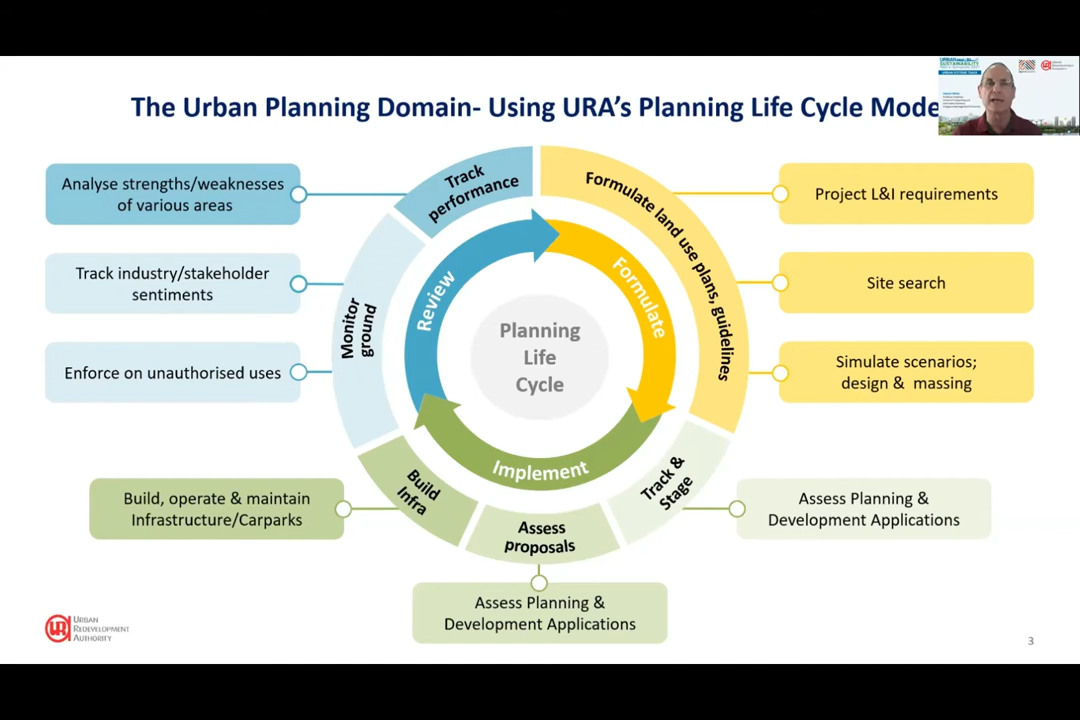 The Urban Planning Domain- Using URA's Planning Life Cycle Mode
URBAN
SUSTAINABILITY
Analyse strengths/weaknesses
of various areas
Track industry/stakeholder
sentiments
Enforce on unauthorised uses
Build, operate & maintain
Infrastructure/Carparks
Track
performance
Monitor
ground
Build
Infra
Assess
proposals
Track &
Stage
Formulate land use plans, guidelines
Review
Formulate
Implement
Planning
Life
Cycle
Project L&I requirements
Site search
Simulate scenarios;
design & massing
Assess Planning &
Development Applications
Assess Planning &
Development Applications
URBAN
REDEVELOPMENT
AUTHORITY
3